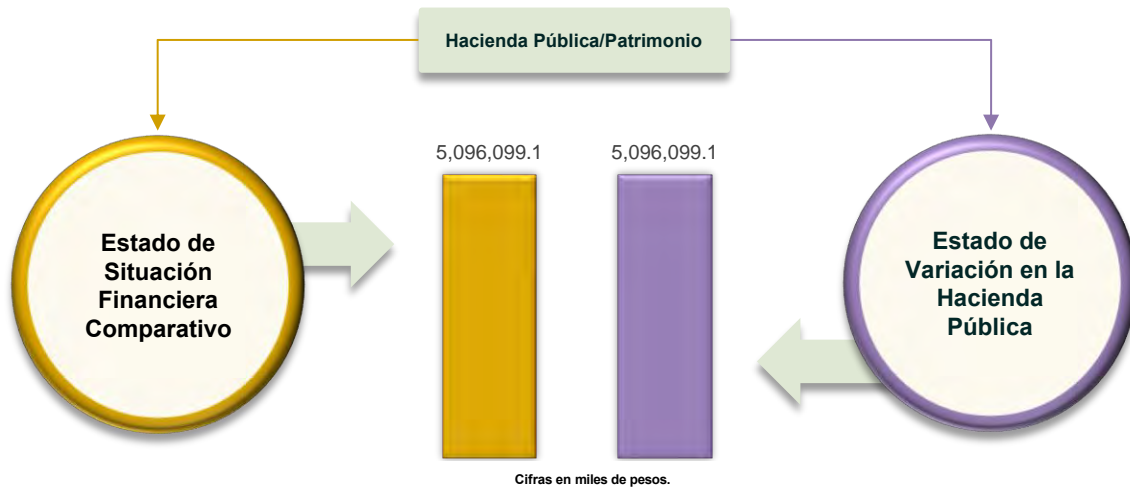 Hacienda Pública/Patrimonio
5,096,099.1
5,096,099.1
Estado de
Situación
Financiera
Comparativo
Estado de
Variación en la
Hacienda
Pública
Cifras en miles de pesos.